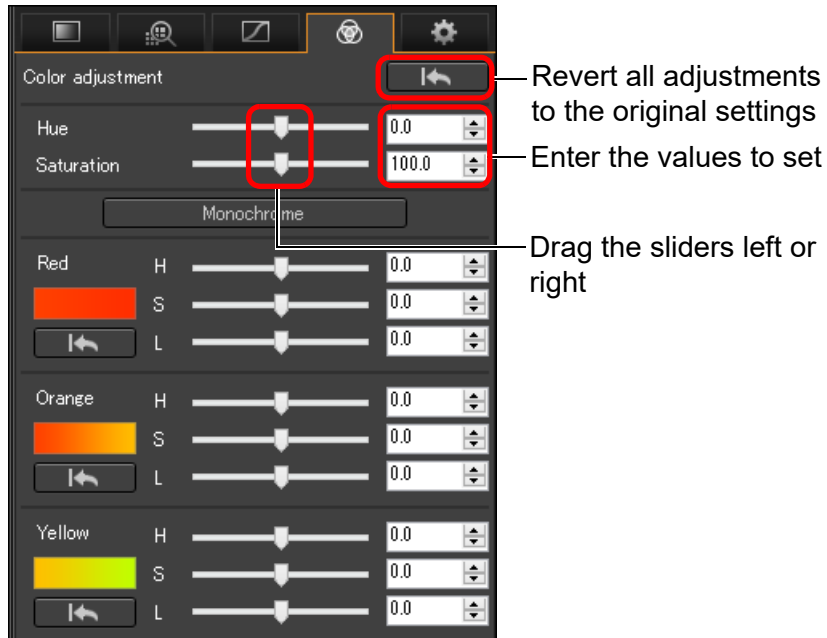 Color adjustment
Revert all adjustments
to the original settings
Hue 0.0
Saturation 100.0
Enter the values to set
Monochrome
Drag the sliders left or
right
Red H 0.0
S 0.0
L 0.0
Orange H 0.0
S 0.0
L 0.0
Yellow H 0.0
S 0.0
L 0.0